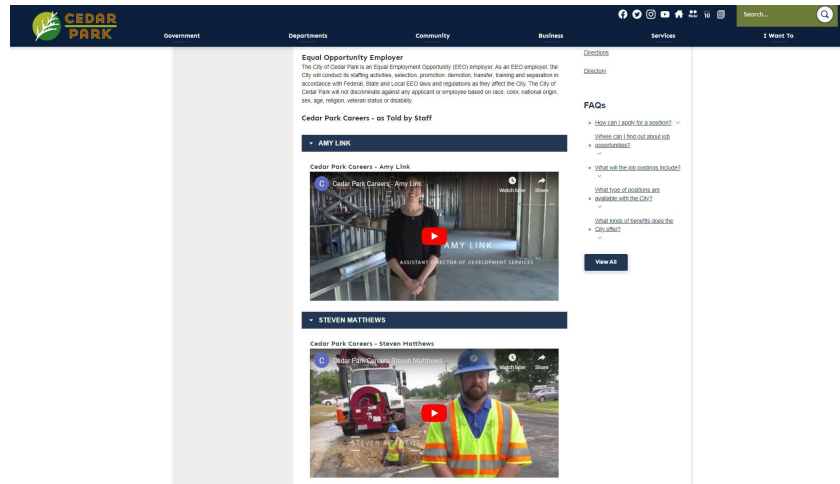 CEDAR
PARK
Search...
Government
Departments
Community
Business
Services
I Want To
Equal Opportunity Employer
The City of Cedar Park is an Equal Employment Opportunity (EEO) employer. As an EEO employer, the
City will conduct its staffing activities, selection, promotion, demotion, transfer, training and separation in
accordance with Federal, State and Local EEO laws and regulations as they affect the City. The City of
Cedar Park will not discriminate against any applicant or employee based on race, color, national origin,
sex, age, religion, veteran status or disability.
Cedar Park Careers - as Told by Staff
AMY LINK
Cedar Park Careers - Amy Link
C Cedar Park Careers - Amy Link
Watch later
Share
AMY LINK
ASSISTANT DIRECTOR OF DEVELOPMENT SERVICES
STEVEN MATTHEWS
Cedar Park Careers - Steven Matthews
C Cedar Park Careers Steven Matthews
Watch later
Share
STEVEN MATTHEWS
Directions
Directory
FAQs
How can I apply for a position?
Where can I find out about job
opportunities?
What will the job postings include?
What type of positions are
available with the City?
What kinds of benefits does the
City offer?
View All